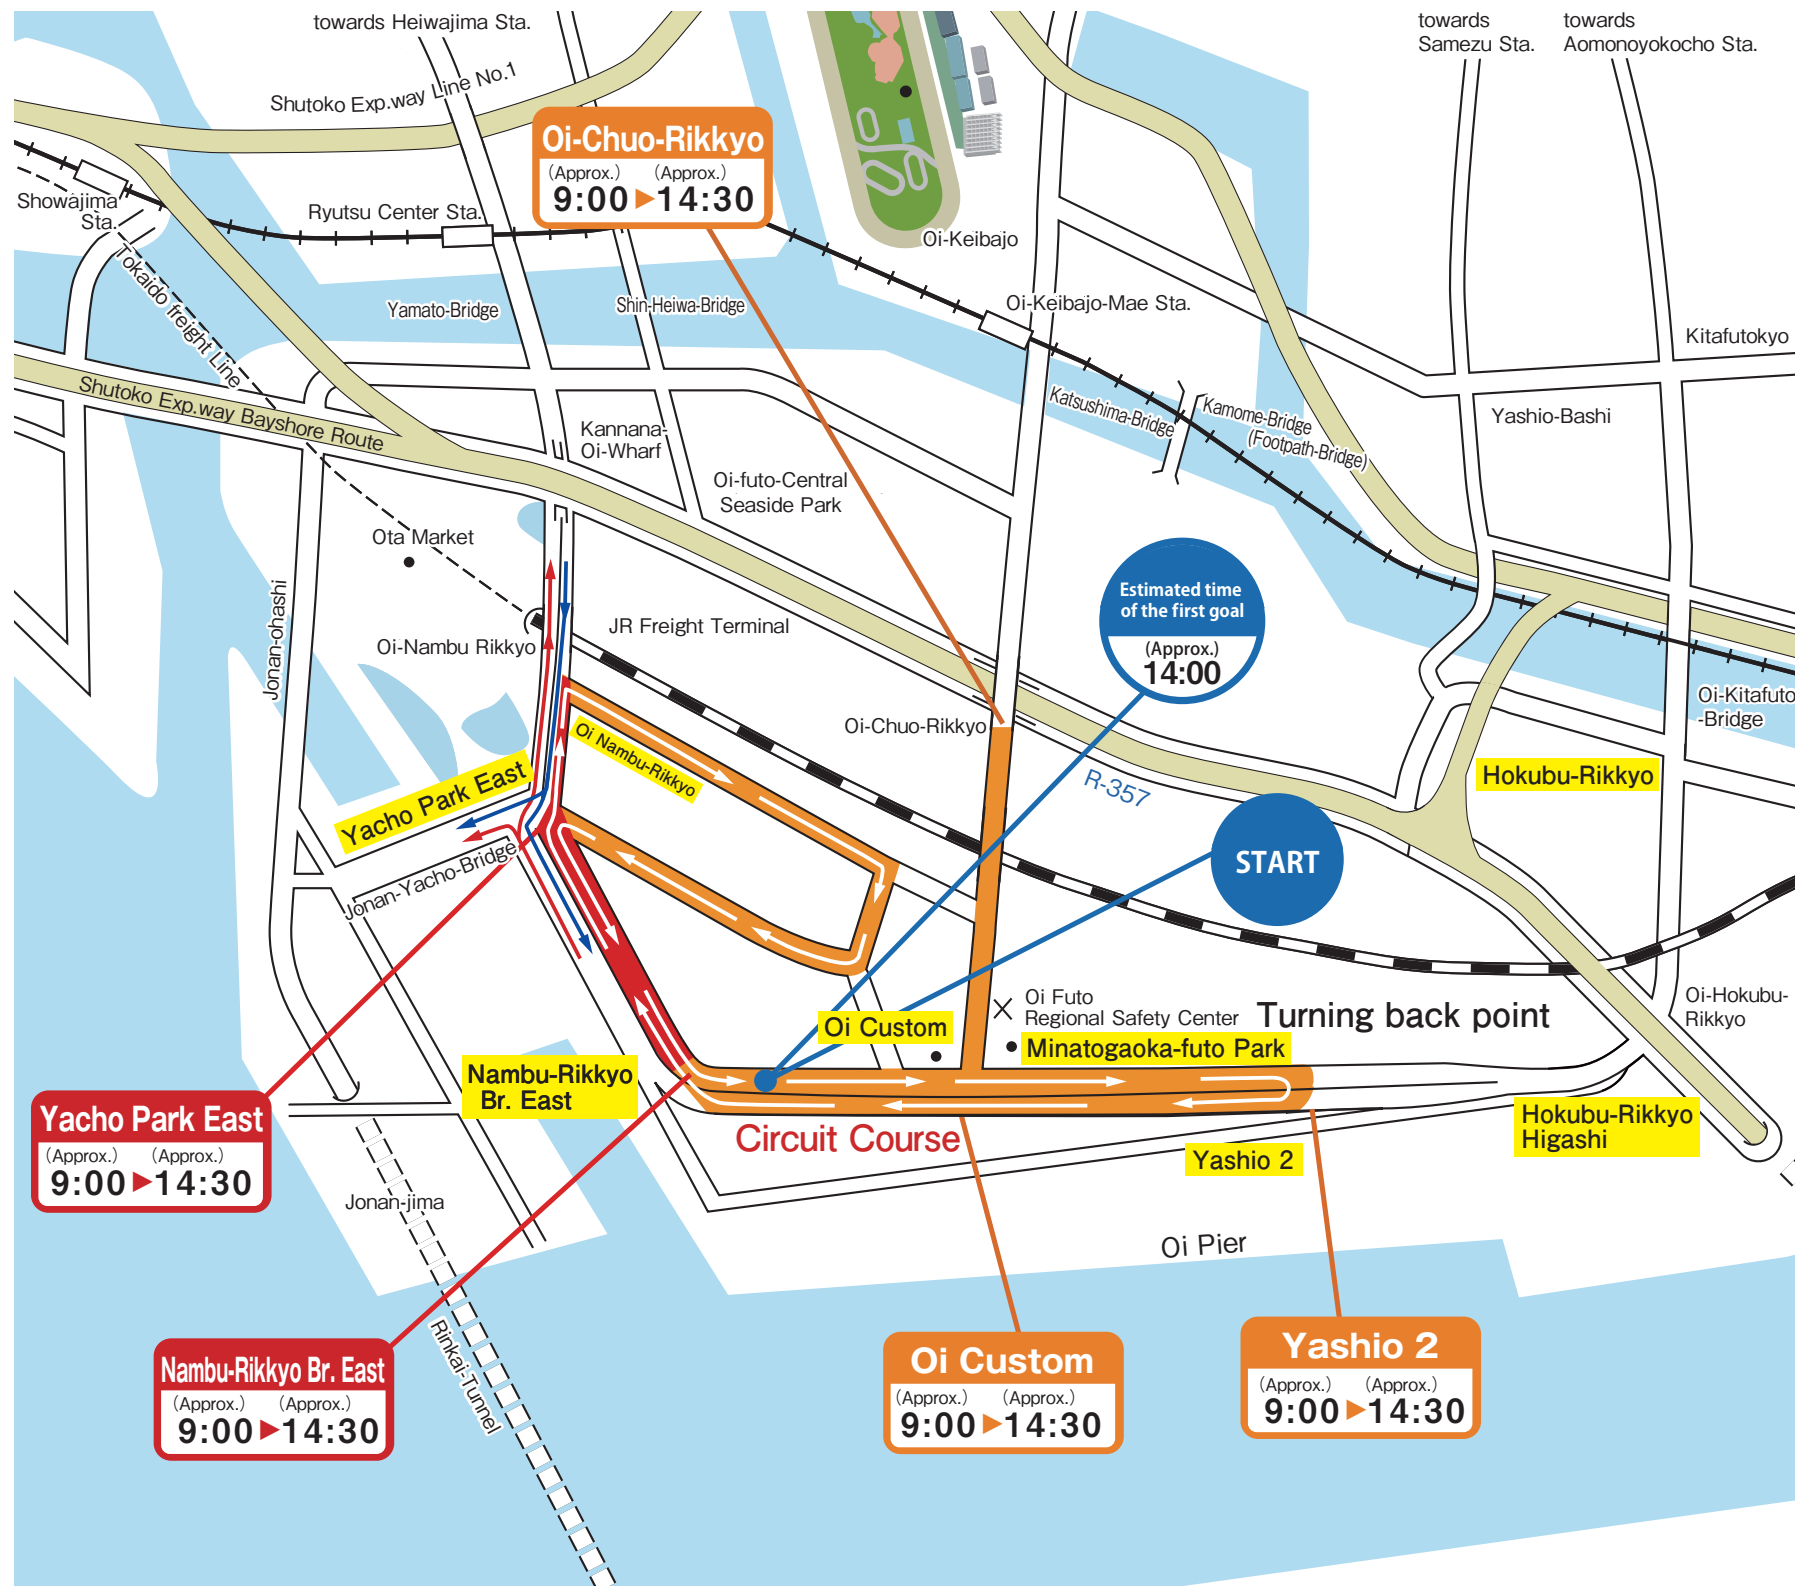 towards Heiwajima Sta.
towards
Samezu Sta.
towards
Aomonoyokocho Sta.
Shutoko Exp.way Line No.1
Oi-Chuo-Rikkyo
(Approx.) (Approx.)
9:00 ▶ 14:30
Showajima
Sta.
Ryutsu Center Sta.
Oi-Keibajo
Tokaido freight Line
Yamato-Bridge
Shin-Heiwa-Bridge
Oi-Keibajo-Mae Sta.
Kitafutokyo
Shutoko Exp.way Bayshore Route
Katsushima-Bridge
Kamome-Bridge
(Footpath-Bridge)
Yashio-Bashi
Kannana-
Oi-Wharf
Oi-futo-Central
Seaside Park
Ota Market
Jonan-ohashi
Oi-Nambu Rikkyo
JR Freight Terminal
Estimated time
of the first goal
(Approx.)
14:00
Oi-Kitafuto
-Bridge
Oi-Chuo-Rikkyo
Oi Nambu-Rikkyo
R-357
Hokubu-Rikkyo
Yacho Park East
START
Jonan-Yacho-Bridge
Oi Futo
Regional Safety Center
Turning back point
Oi-Hokubu-
Rikkyo
Oi Custom
Minatogaoka-futo Park
Nambu-Rikkyo
Br. East
Yacho Park East
(Approx.) (Approx.)
9:00 ▶ 14:30
Circuit Course
Hokubu-Rikkyo
Higashi
Yashio 2
Jonan-jima
Oi Pier
Rinkai-Tunnel
Nambu-Rikkyo Br. East
(Approx.) (Approx.)
9:00 ▶ 14:30
Oi Custom
(Approx.) (Approx.)
9:00 ▶ 14:30
Yashio 2
(Approx.) (Approx.)
9:00 ▶ 14:30